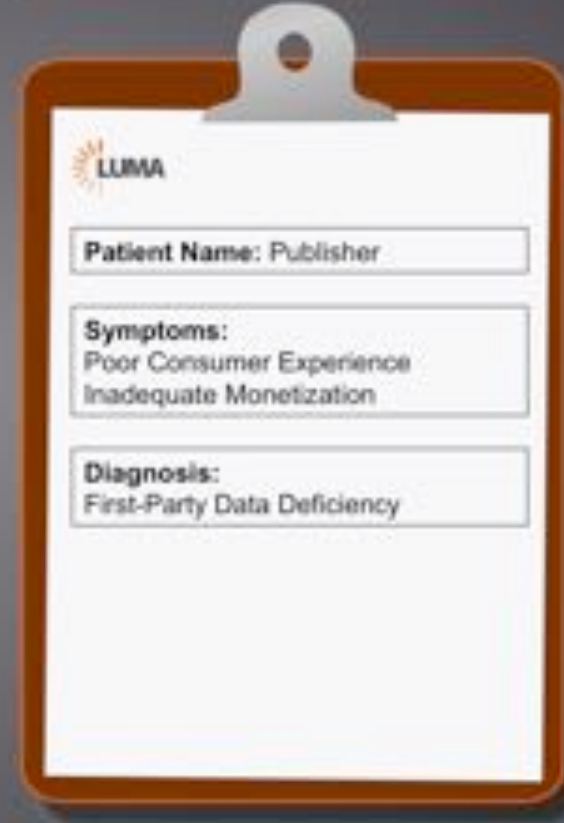 LUMA
Patient Name: Publisher
Symptoms:
Poor Consumer Experience
Inadequate Monetization
Diagnosis:
First-Party Data Deficiency